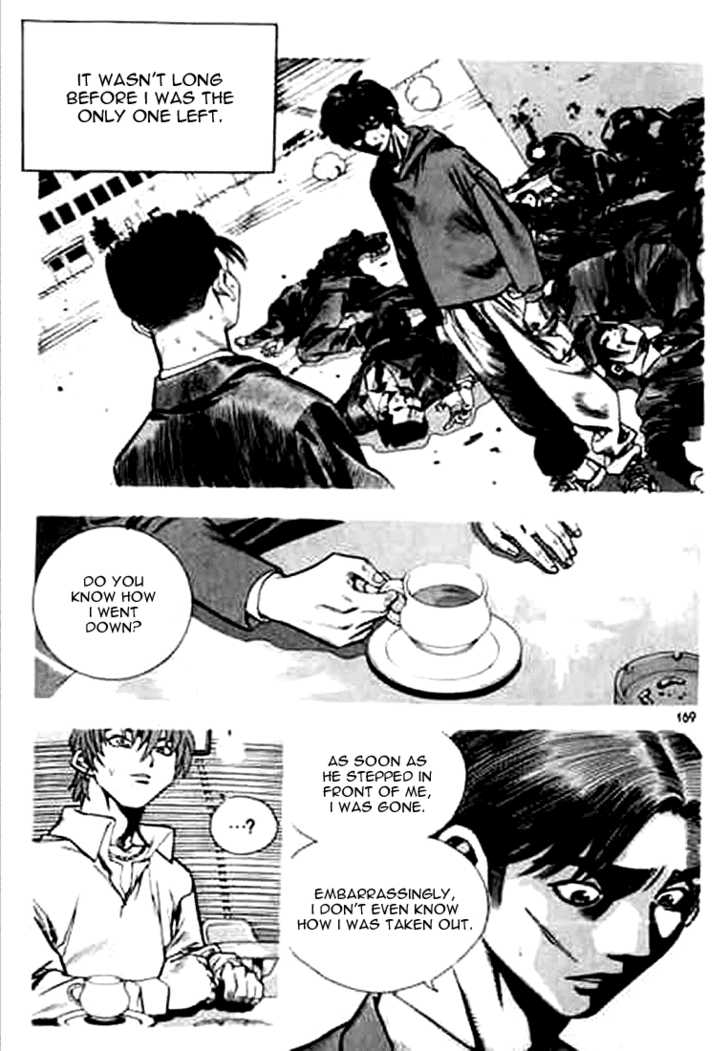 IT WASN'T LONG
BEFORE I WAS THE
ONLY ONE LEFT.
DO YOU
KNOW HOW
I WENT
DOWN?
169
...?
AS SOON AS
HE STEPPED IN
FRONT OF ME,
I WAS GONE.
EMBARRASSINGLY,
I DON'T EVEN KNOW
HOW I WAS TAKEN OUT.